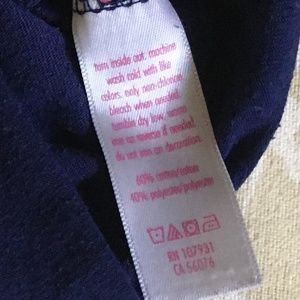 turn inside out. machine
wash cold with like
colors. only non-chlorine
bleach when needed.
tumble dry low. warm
iron on reverse if needed.
do not iron on decoration.
60% cotton/coton
40% polyester/polyester
RN 107931
CA 56076